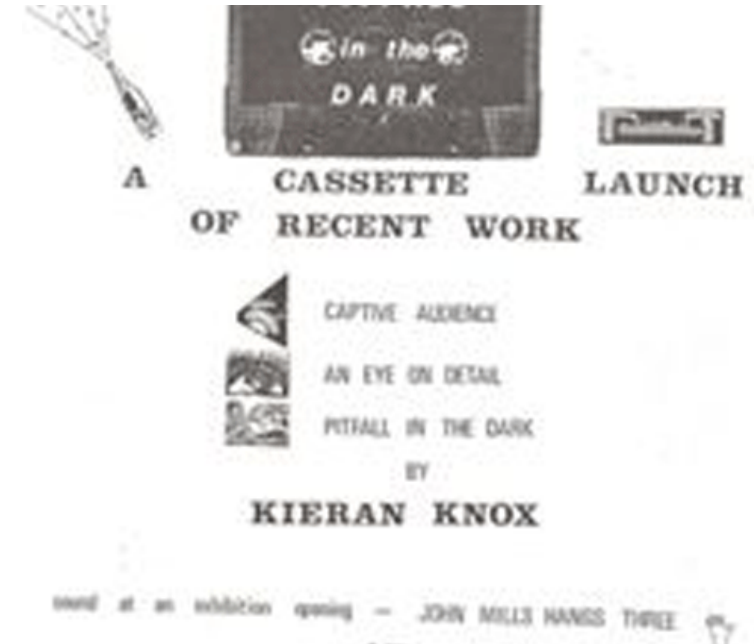 in the
DARK
A CASSETTE LAUNCH
OF RECENT WORK
CAPTIVE AUDIENCE
AN EYE ON DETAIL
PITFALL IN THE DARK
BY
KIERAN KNOX
sound at an exhibition opening — JOHN MILLS HANGS THREE